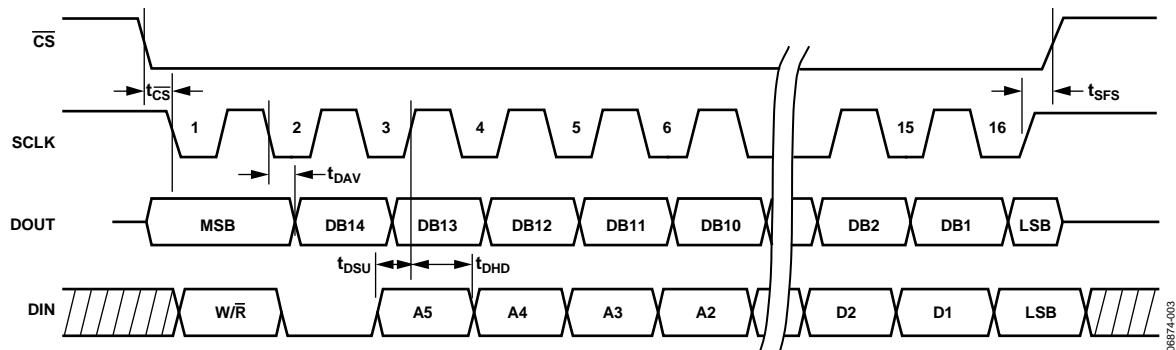 CS
tCS
tSFS
SCLK
1 2 3 4 5 6 15 16
tDAV
DOUT
MSB DB14 DB13 DB12 DB11 DB10 DB2 DB1 LSB
tDSU tDHD
DIN
W/R A5 A4 A3 A2 D2 D1 LSB
06874-003